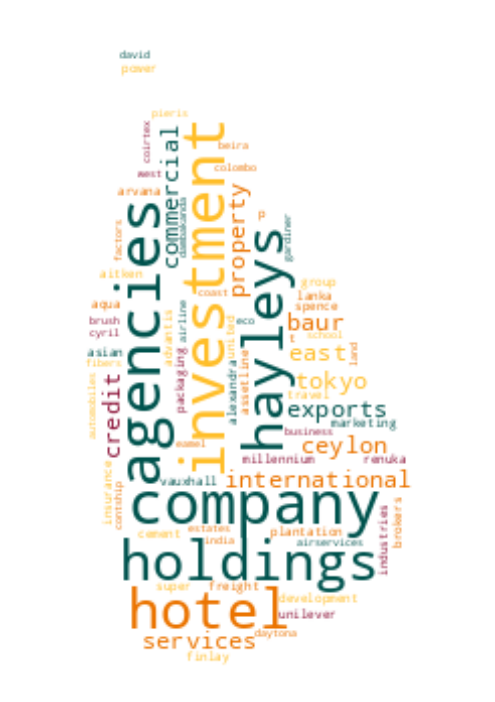 david
power
pieris
coirtex
commercial
investment
beira
west
colombo
arvana
agencies
dambakanda
property
p
gardiner
hayleys
factors
aitken
coast
group
lanka
spence
aqua
brush
cyril
airline
advantis
united
eco
baur
t
school
asian
fibers
packaging
alexandra
assetline
east
land
automobiles
credit
tokyo
travel
exports
marketing
eamel
business
ceylon
millennium
renuka
insurance
contship
vauxhall
international
company
brokers
cement
estates
india
plantation
airservices
industries
holdings
super
freight
development
hotel
unilever
services
daytona
finlay